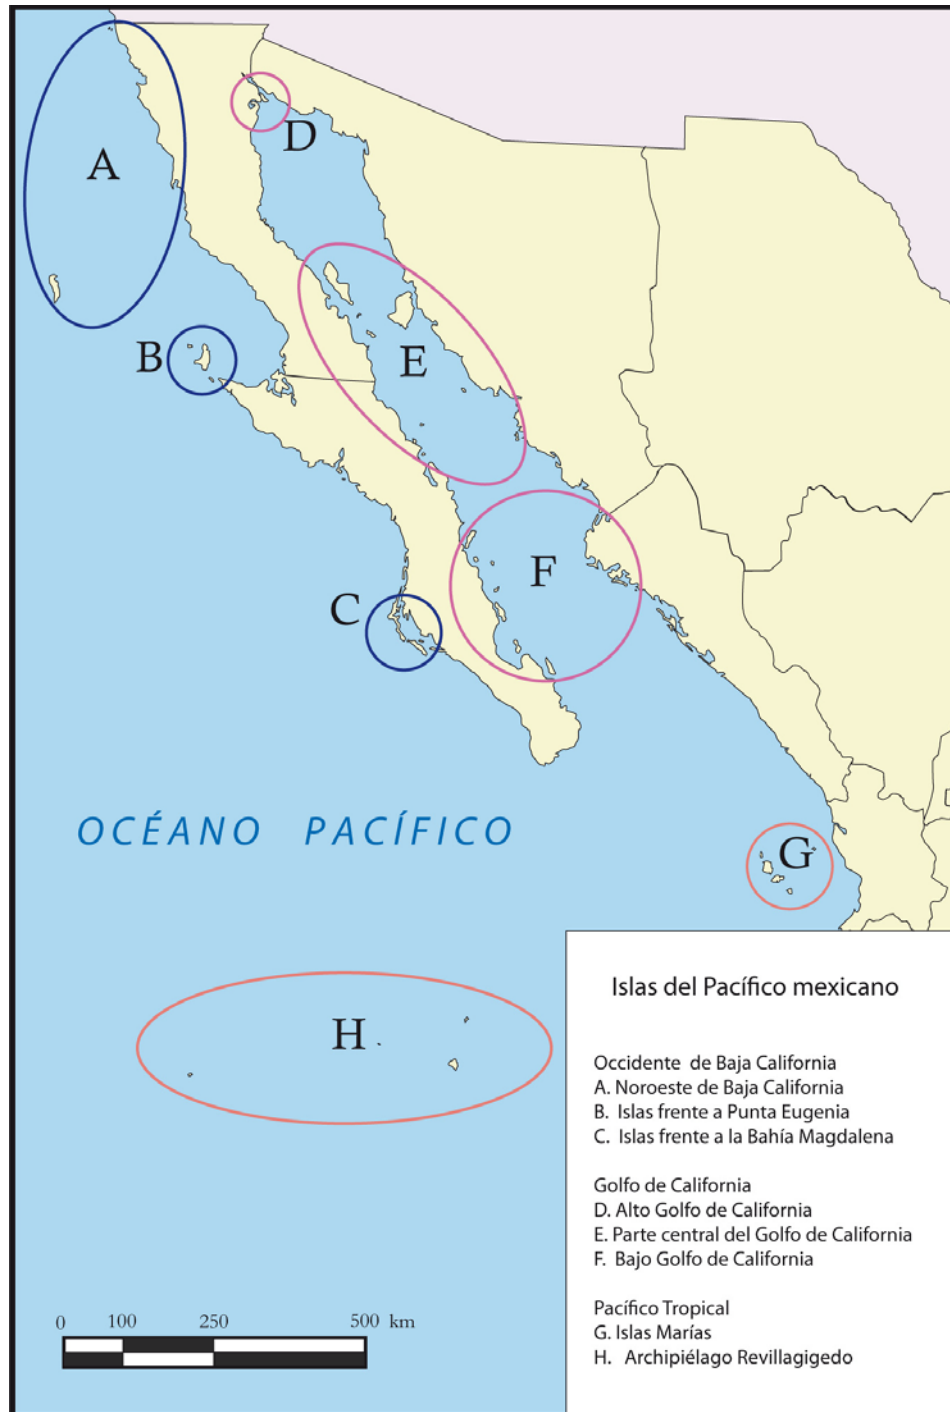 A
D
B
E
F
C
OCÉANO PACÍFICO
G
H
Islas del Pacífico mexicano
Occidente de Baja California
A. Noroeste de Baja California
B. Islas frente a Punta Eugenia
C. Islas frente a la Bahía Magdalena
Golfo de California
D. Alto Golfo de California
E. Parte central del Golfo de California
F. Bajo Golfo de California
Pacífico Tropical
G. Islas Marías
H. Archipiélago Revillagigedo
0 100 250 500 km